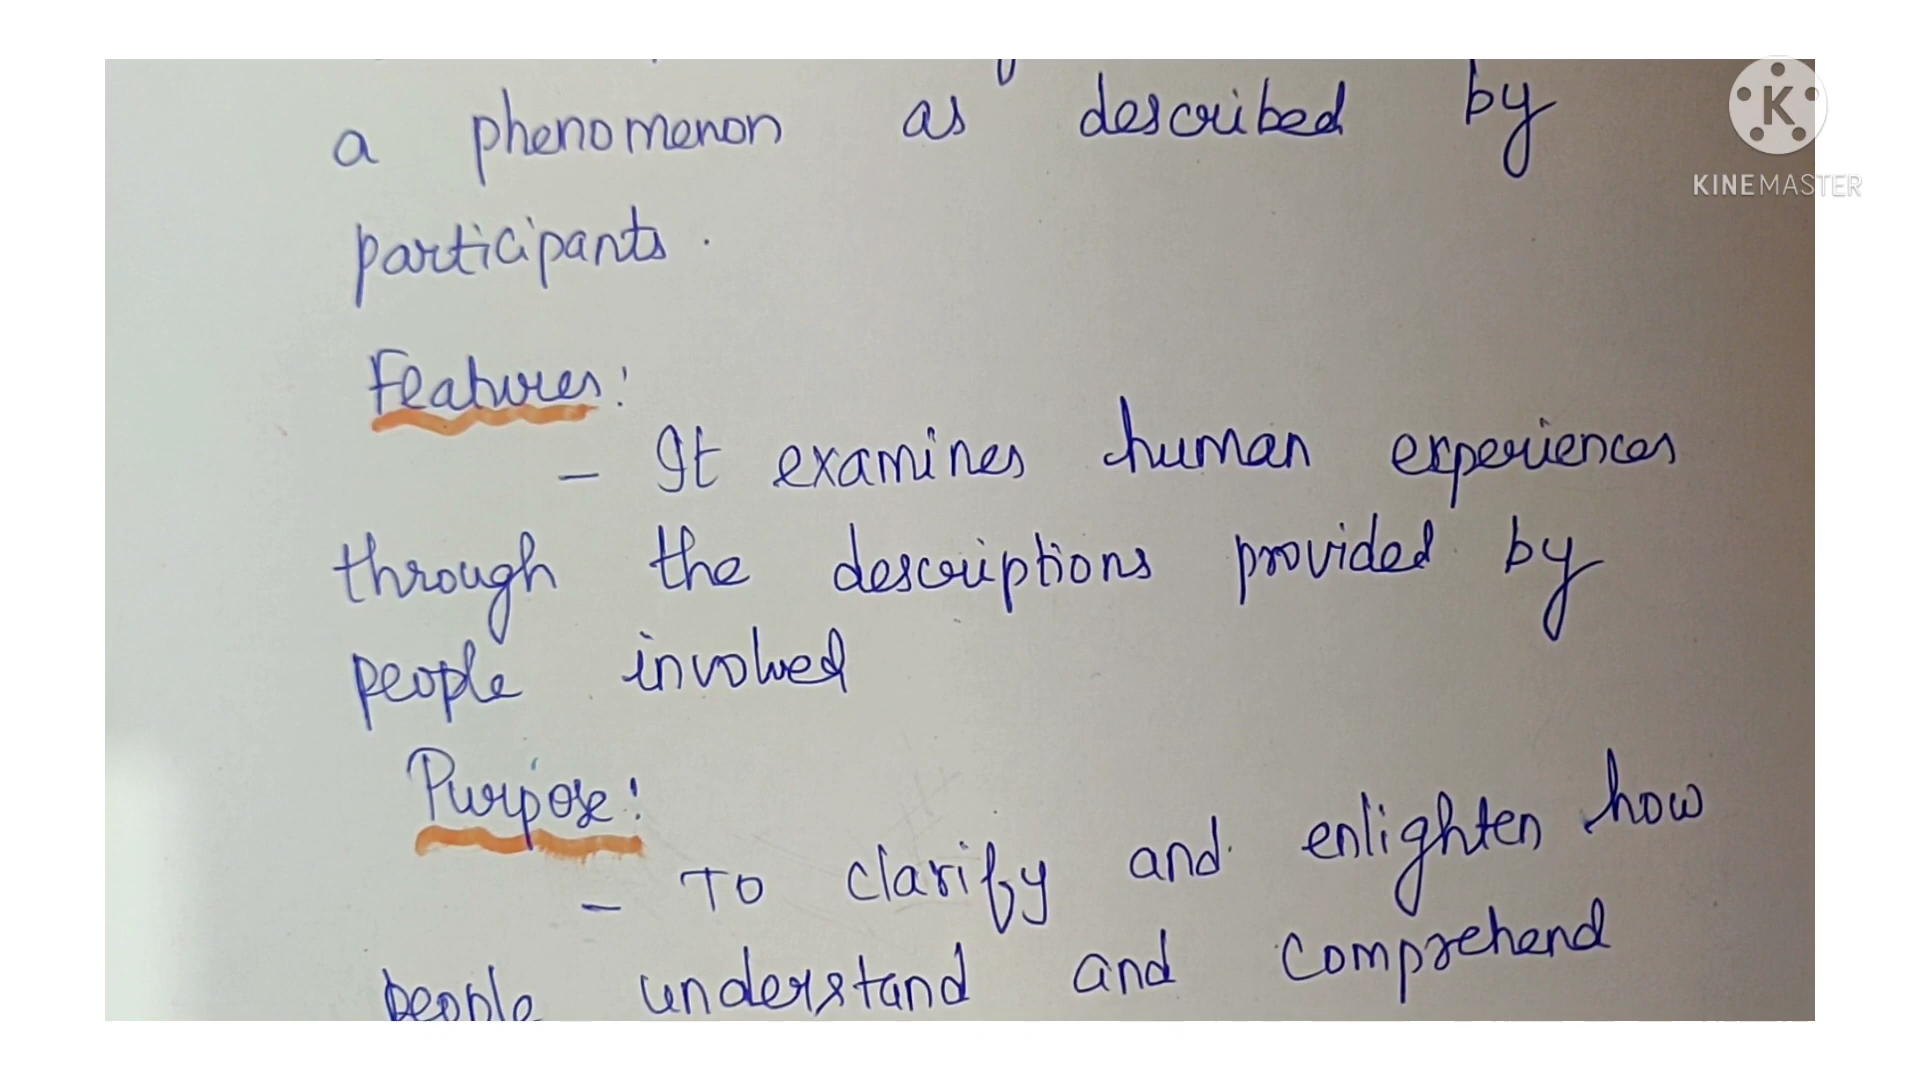 a phenomenon as described by
K
KINEMASTER
participants.
Features:
- It examines human experiences
through the descriptions provided by
people involved
Purpose:
- To clarify and enlighten how
people understand and comprehend